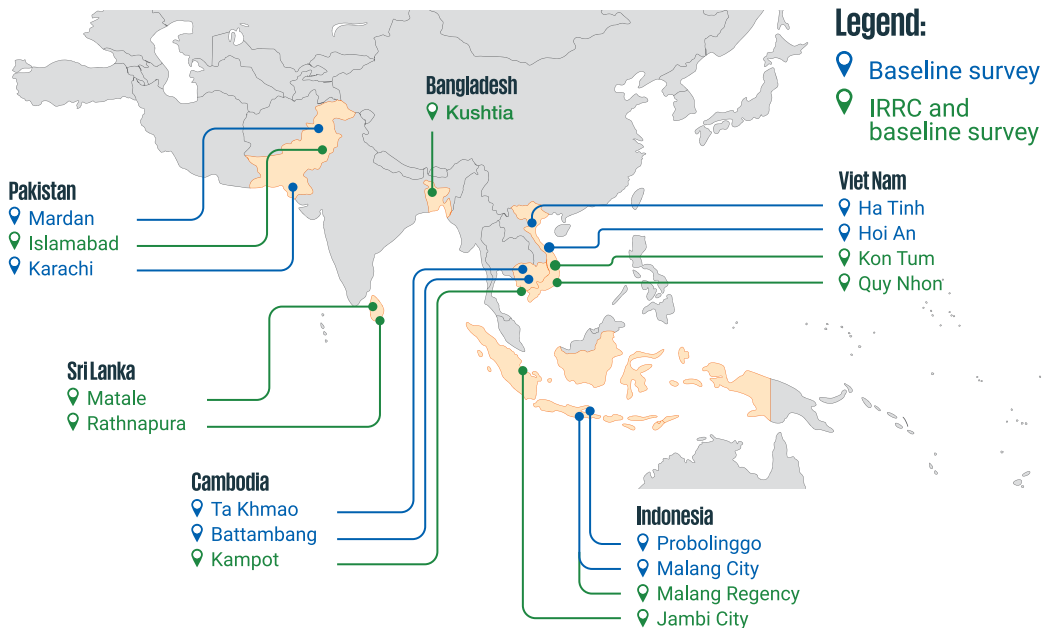 Legend:
Baseline survey
IRRC and
baseline survey
Bangladesh
Kushtia
Pakistan
Mardan
Islamabad
Karachi
Viet Nam
Ha Tinh
Hoi An
Kon Tum
Quy Nhon
Sri Lanka
Matale
Rathnapura
Cambodia
Ta Khmao
Battambang
Kampot
Indonesia
Probolinggo
Malang City
Malang Regency
Jambi City